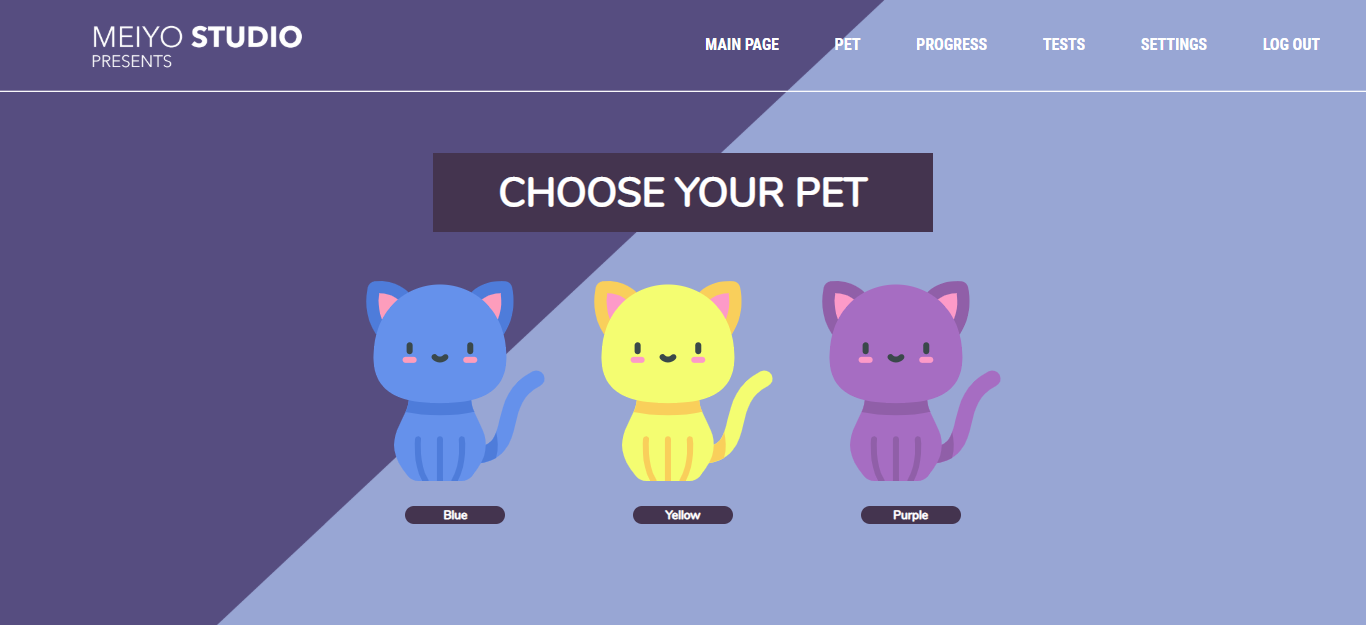 MEIYO STUDIO
PRESENTS
MAIN PAGE PET PROGRESS TESTS SETTINGS LOG OUT
CHOOSE YOUR PET
Blue Yellow Purple